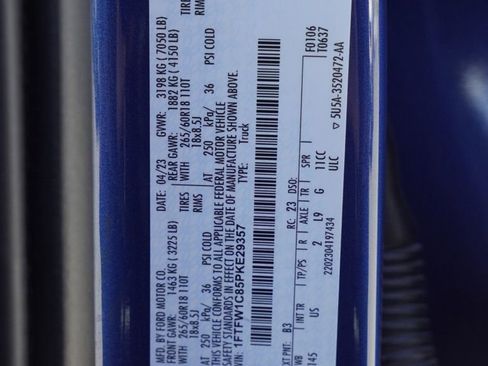 MFD. BY FORD MOTOR CO.
DATE: 04/23 GVWR: 3198 KG ( 7050 LB)
FRONT GAWR: 1463 KG ( 3225 LB) REAR GAWR: 1882 KG ( 4150 LB)
265/60R18 110T TIRES WITH 265/60R18 110T
18x8.5J RIMS 18x8.5J
AT 250 kPa/ 36 PSI COLD AT 250 kPa/ 36 PSI COLD
THIS VEHICLE CONFORMS TO ALL APPLICABLE FEDERAL MOTOR VEHICLE
SAFETY STANDARDS IN EFFECT ON THE DATE OF MANUFACTURE SHOWN ABOVE.
1FTFW1C85PKE29357 TYPE: Truck
F0106
T0637
EXT PNT: B3 RC: 23 DSO:
WB INT TR TP/PS R AXLE TR SPR
145 US 2 L9 G 11CC
ULC
2202304197434 ▽ 5U5A-3520472-AA